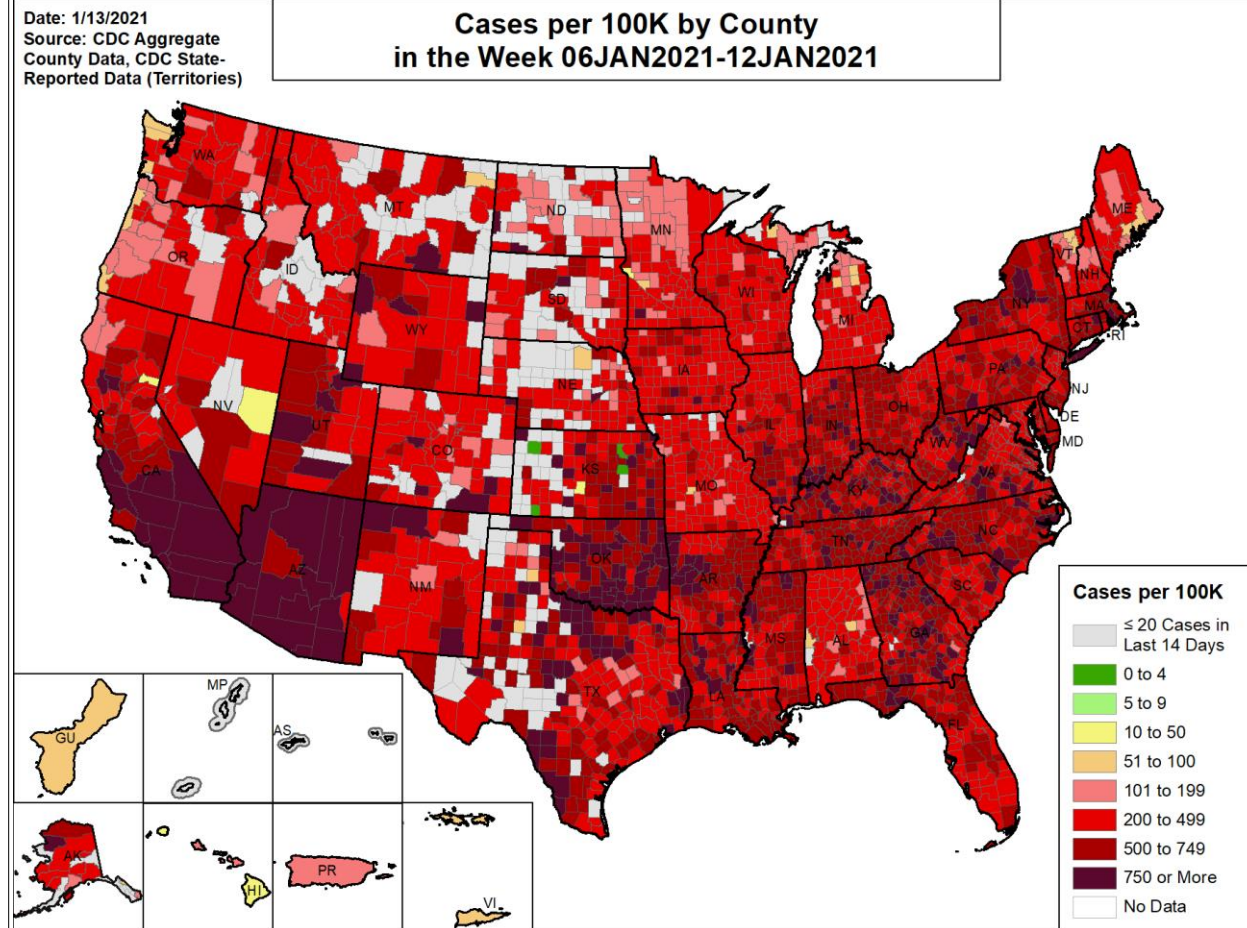 Date: 1/13/2021
Source: CDC Aggregate
County Data, CDC State-
Reported Data (Territories)
Cases per 100K by County
in the Week 06JAN2021-12JAN2021
WA
MT
ND
MN
ME
OR
ID
SD
WI
VT
NH
NY
MA
WY
MI
CT
RI
IA
PA
NE
NJ
NV
UT
IL
IN
OH
DE
CO
MD
WV
CA
KS
MO
KY
VA
NC
TN
AZ
NM
OK
AR
SC
MS
AL
GA
TX
LA
FL
Cases per 100K
≤ 20 Cases in
Last 14 Days
0 to 4
5 to 9
10 to 50
51 to 100
101 to 199
200 to 499
500 to 749
750 or More
No Data
MP
GU
AS
AK
HI
PR
VI